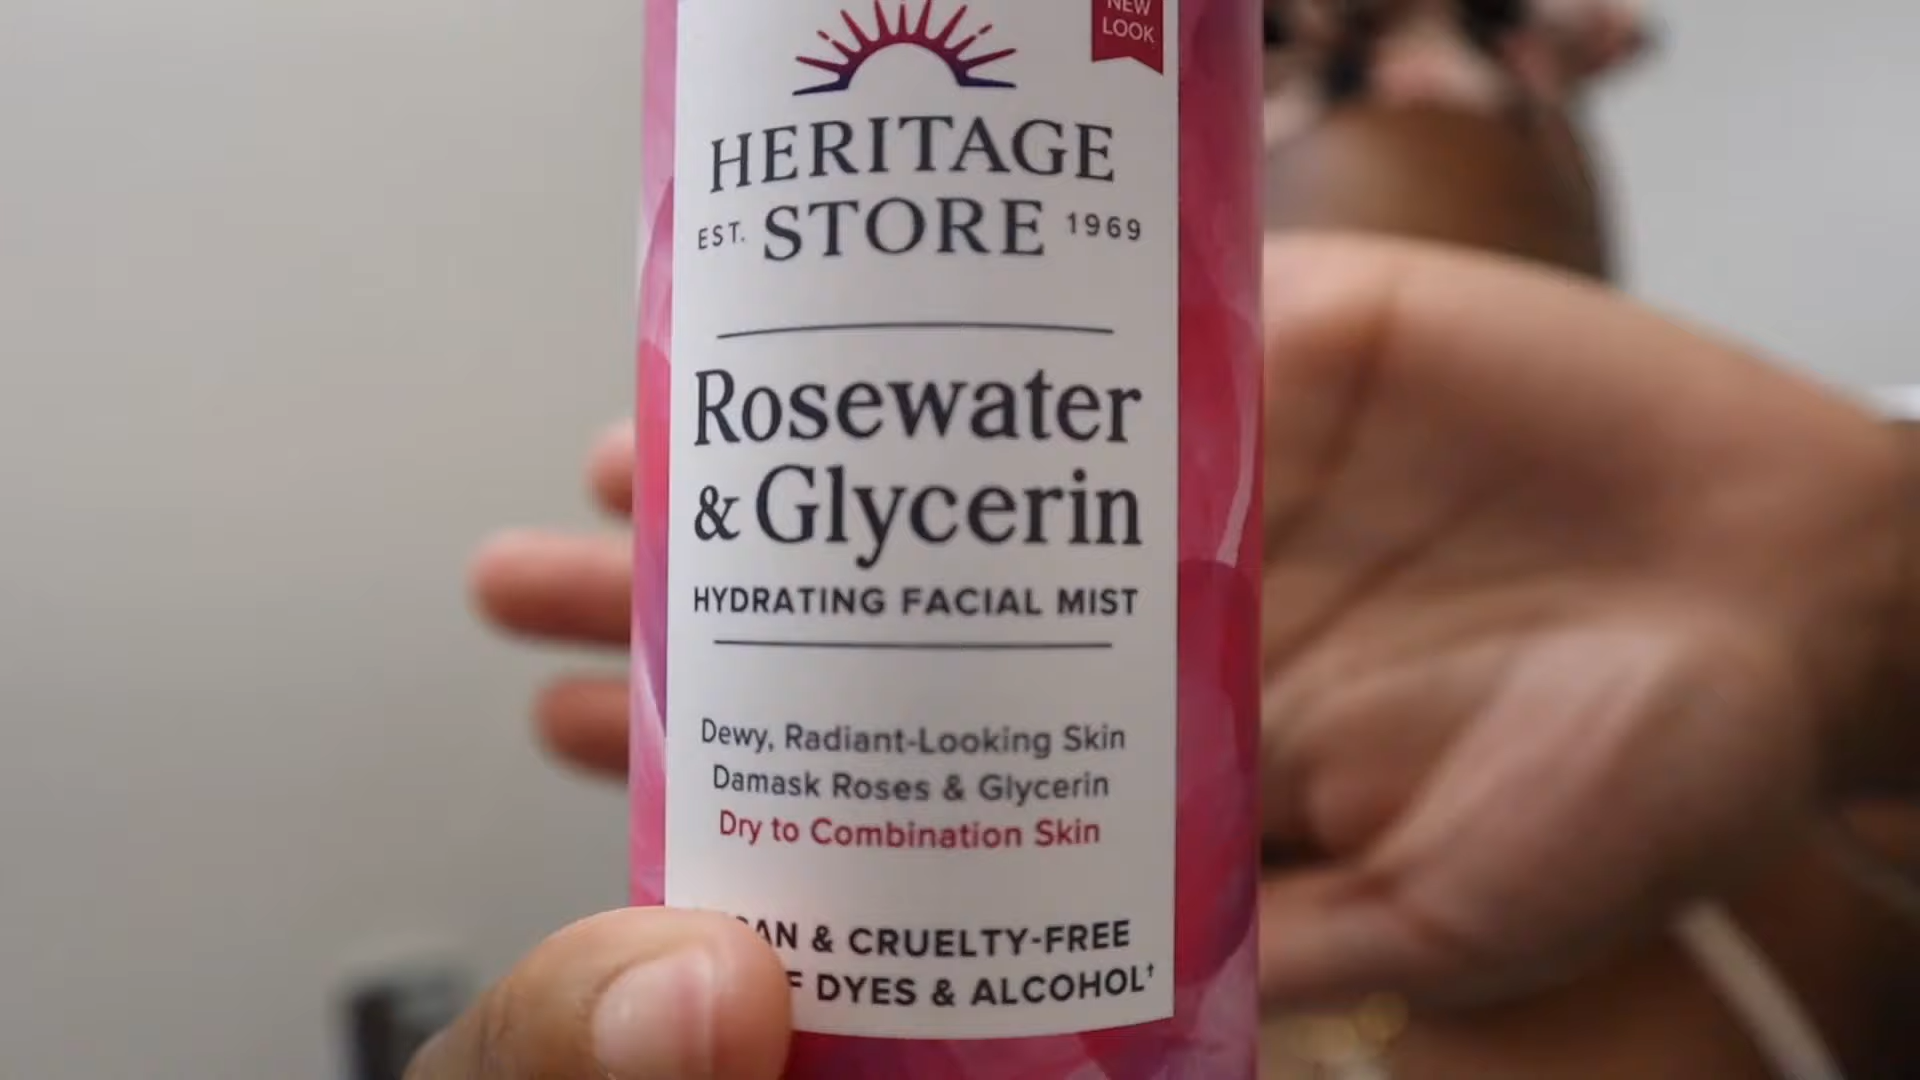 NEW
LOOK
HERITAGE
EST. STORE 1969
Rosewater
& Glycerin
HYDRATING FACIAL MIST
Dewy, Radiant-Looking Skin
Damask Roses & Glycerin
Dry to Combination Skin
& CRUELTY-FREE
DYES & ALCOHOL†